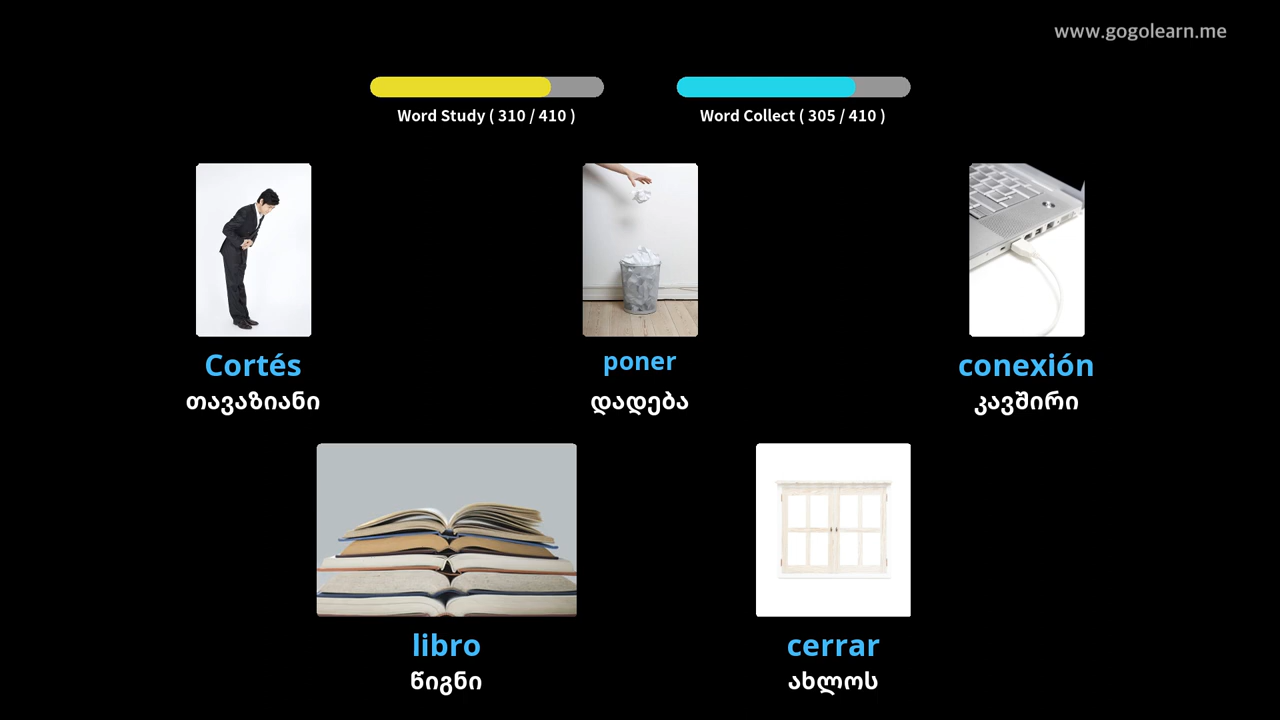 www.gogolearn.me
Word Study ( 310 / 410 )
Word Collect ( 305 / 410 )
Cortés
თავაზიანი
poner
დადება
conexión
კავშირი
libro
წიგნი
cerrar
ახლოს